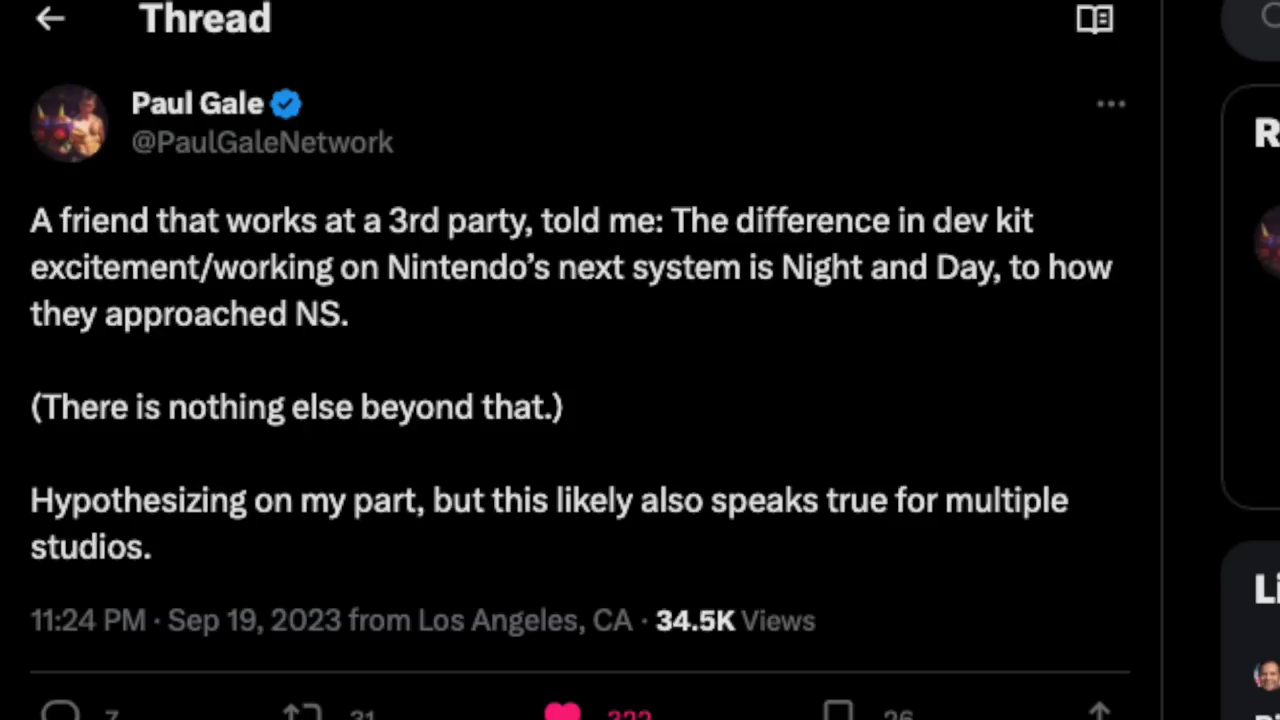 Thread
Paul Gale
@PaulGaleNetwork
A friend that works at a 3rd party, told me: The difference in dev kit
excitement/working on Nintendo’s next system is Night and Day, to how
they approached NS.
(There is nothing else beyond that.)
Hypothesizing on my part, but this likely also speaks true for multiple
studios.
11:24 PM · Sep 19, 2023 from Los Angeles, CA · 34.5K Views